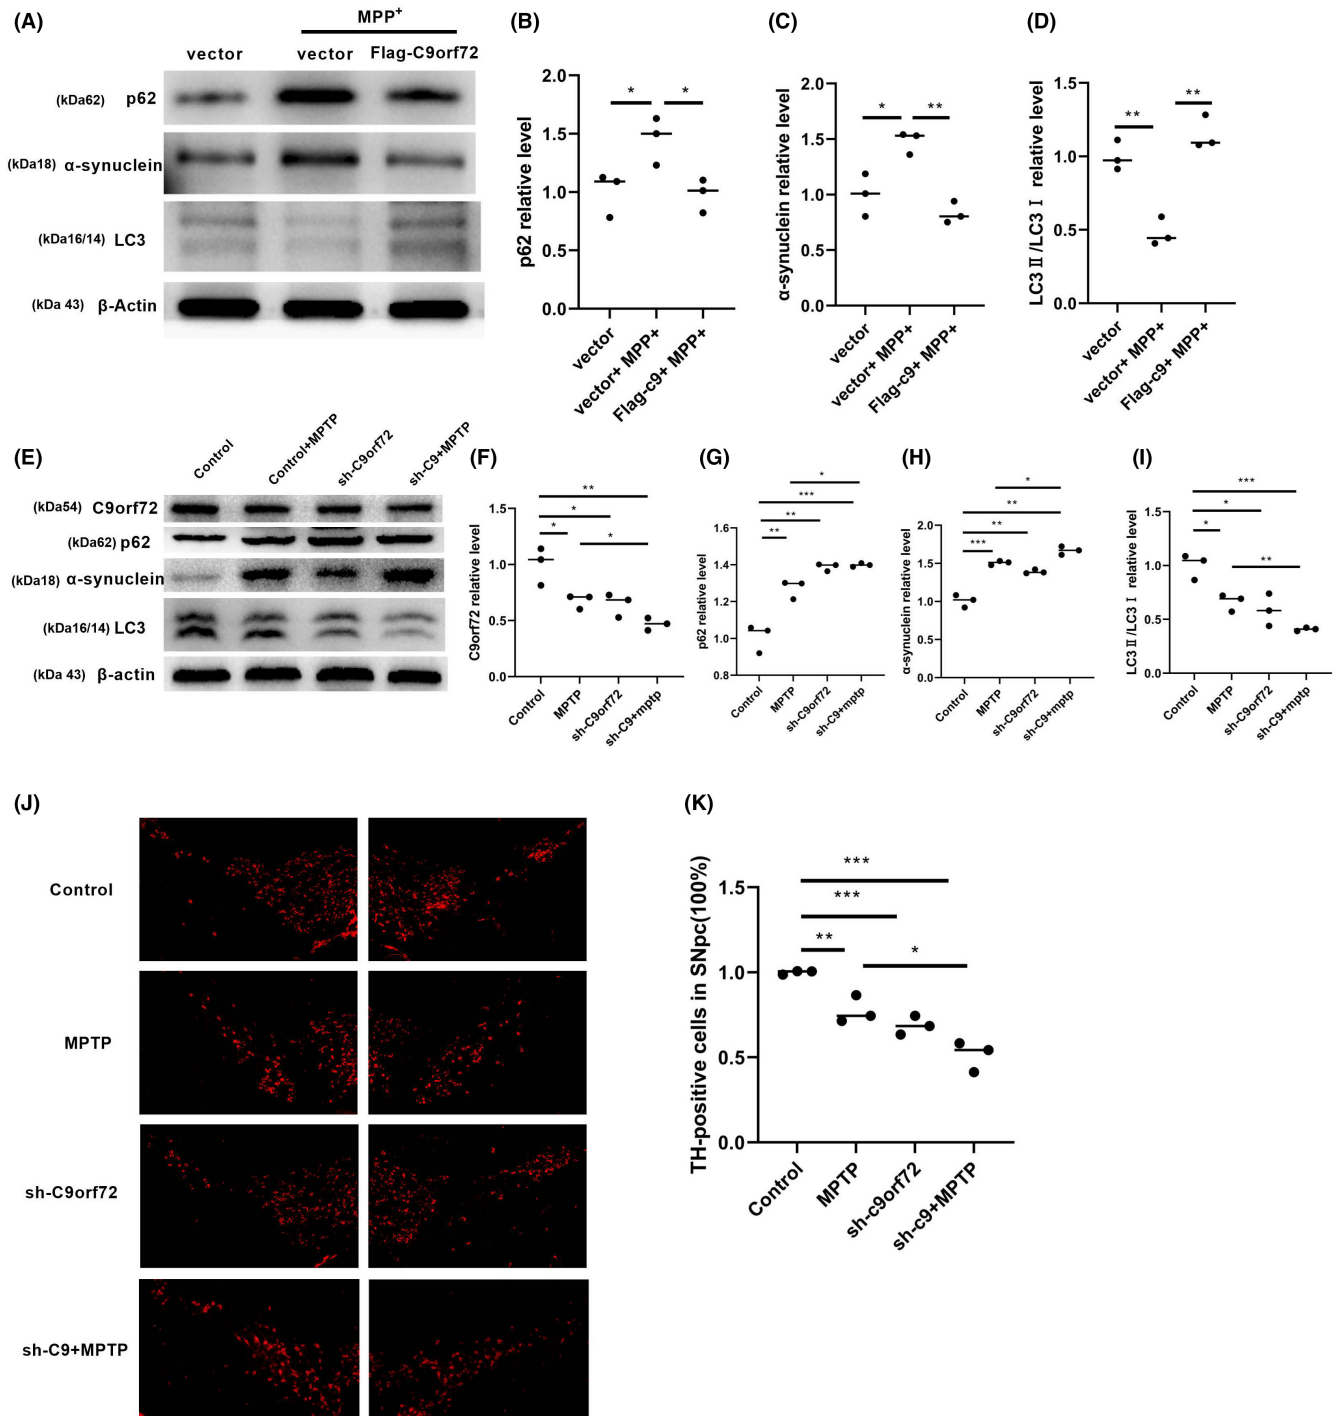 (A)
MPP+
vector vector Flag-C9orf72
(kDa62) p62
(kDa18) α-synuclein
(kDa16/14) LC3
(kDa 43) β-Actin
(B)
p62 relative level
2.0
1.5
1.0
0.5
0.0
* *
vector
vector+ MPP+
Flag-c9+ MPP+
(C)
α-synuclein relative level
2.0
1.5
1.0
0.5
0.0
* **
vector
vector+ MPP+
Flag-c9+ MPP+
(D)
LC3Ⅱ/LC3Ⅰ relative level
1.5
1.0
0.5
0.0
** **
vector
vector+ MPP+
Flag-c9+ MPP+
(E)
Control Control+MPTP sh-C9orf72 sh-C9+MPTP
(kDa54) C9orf72
(kDa62) p62
(kDa18) α-synuclein
(kDa16/14) LC3
(kDa 43) β-actin
(F)
C9orf72 relative level
1.5
1.0
0.5
0.0
**
*
*
*
Control
MPTP
sh-C9orf72
sh-C9+mptp
(G)
p62 relative level
1.6
1.4
1.2
1.0
0.8
*
***
**
**
Control
MPTP
sh-C9orf72
sh-C9+mptp
(H)
α-synuclein relative level
2.0
1.5
1.0
0.5
0.0
*
**
**
***
Control
MPTP
sh-C9orf72
sh-C9+mptp
(I)
LC3Ⅱ/LC3Ⅰ relative level
1.5
1.0
0.5
0.0
***
*
*
**
Control
MPTP
sh-C9orf72
sh-C9+mptp
(J)
Control
MPTP
sh-C9orf72
sh-C9+MPTP
(K)
TH-positive cells in SNpc(100%)
1.5
1.0
0.5
0.0
***
***
**
*
Control
MPTP
sh-c9orf72
sh-c9+MPTP